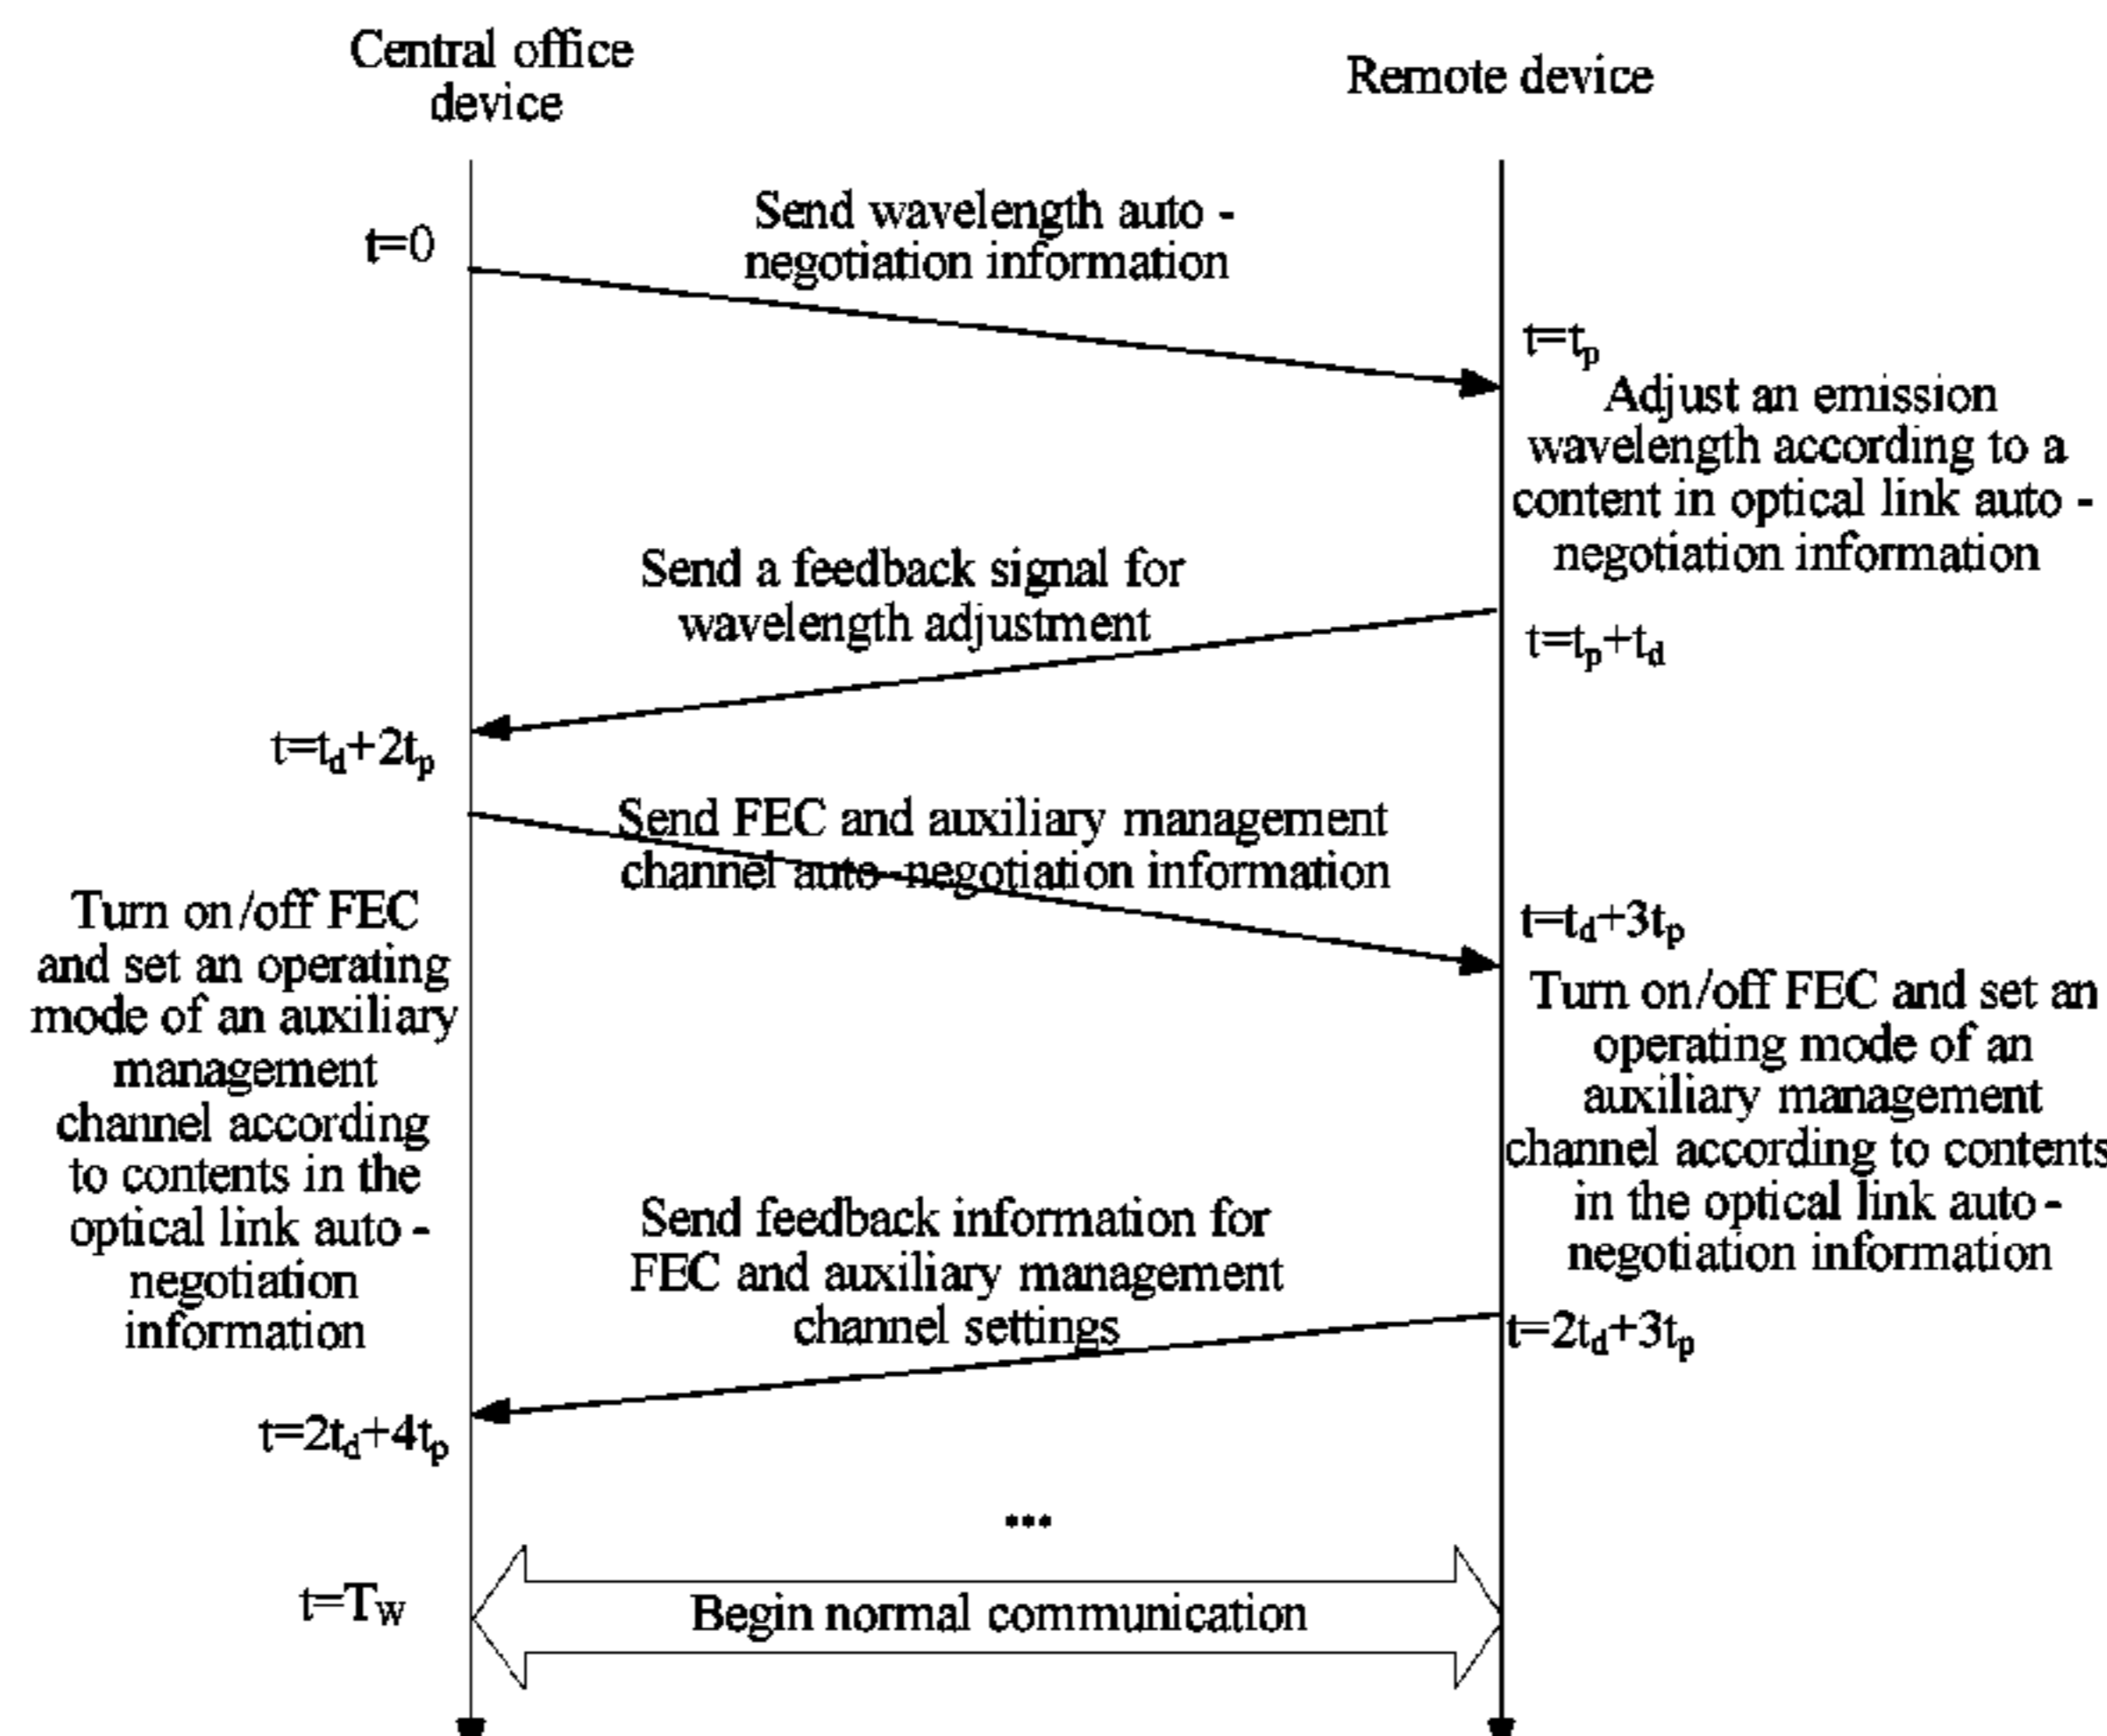 Central office
device
Remote device
t=0
Send wavelength auto -
negotiation information
t=tp
Adjust an emission
wavelength according to a
content in optical link auto -
negotiation information
Send a feedback signal for
wavelength adjustment
t=tp+td
t=td+2tp
Send FEC and auxiliary management
channel auto-negotiation information
t=td+3tp
Turn on/off FEC
and set an operating
mode of an auxiliary
management
channel according
to contents in the
optical link auto -
negotiation
information
Turn on/off FEC and set an
operating mode of an
auxiliary management
channel according to contents
in the optical link auto -
negotiation information
Send feedback information for
FEC and auxiliary management
channel settings
t=2td+3tp
t=2td+4tp
...
t=TW
Begin normal communication